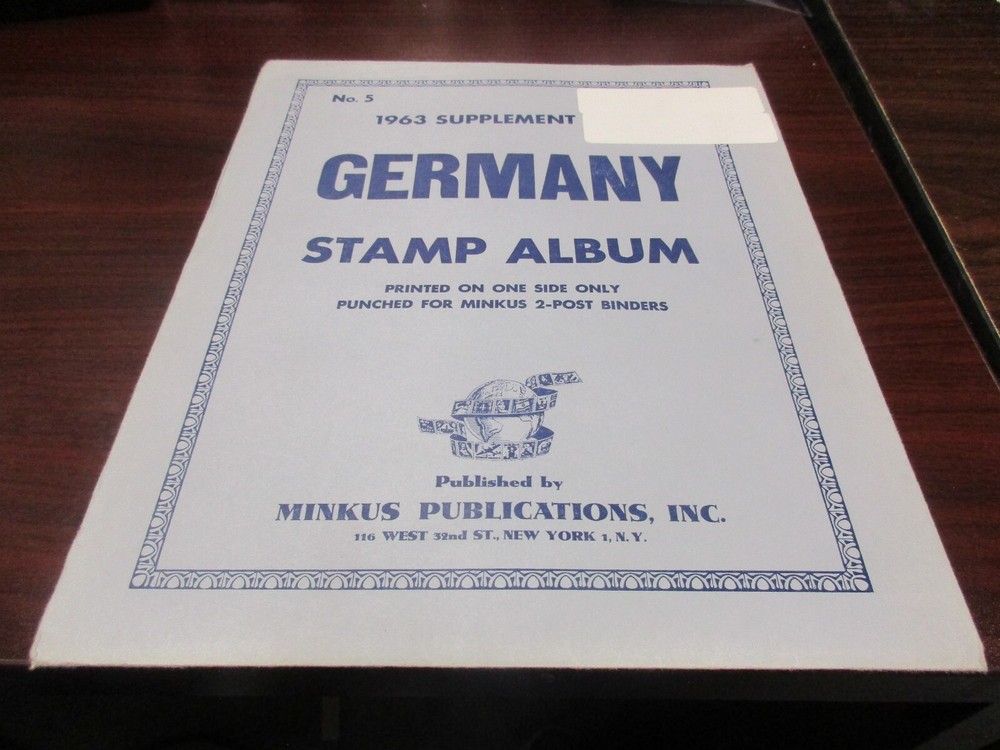 No. 5
1963 SUPPLEMENT
GERMANY
STAMP ALBUM
PRINTED ON ONE SIDE ONLY
PUNCHED FOR MINKUS 2-POST BINDERS
Published by
MINKUS PUBLICATIONS, INC.
116 WEST 32nd ST., NEW YORK 1, N. Y.